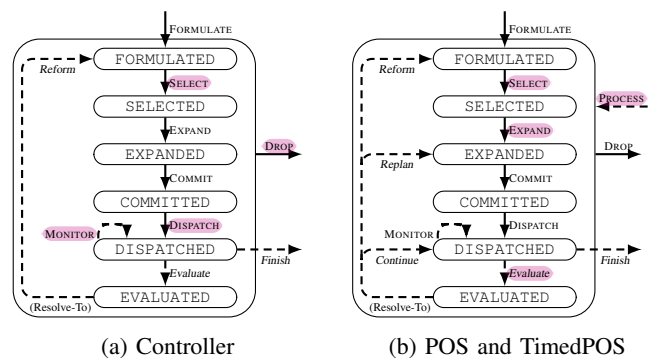 FORMULATE
FORMULATED
Reform
SELECT
SELECTED
EXPAND
EXPANDED
DROP
COMMIT
COMMITTED
MONITOR
DISPATCH
DISPATCHED
Finish
Evaluate
EVALUATED
(Resolve-To)
(a) Controller
FORMULATE
FORMULATED
Reform
SELECT
PROCESS
SELECTED
EXPAND
EXPANDED
DROP
Replan
COMMIT
COMMITTED
MONITOR
DISPATCH
DISPATCHED
Continue
Finish
Evaluate
EVALUATED
(Resolve-To)
(b) POS and TimedPOS